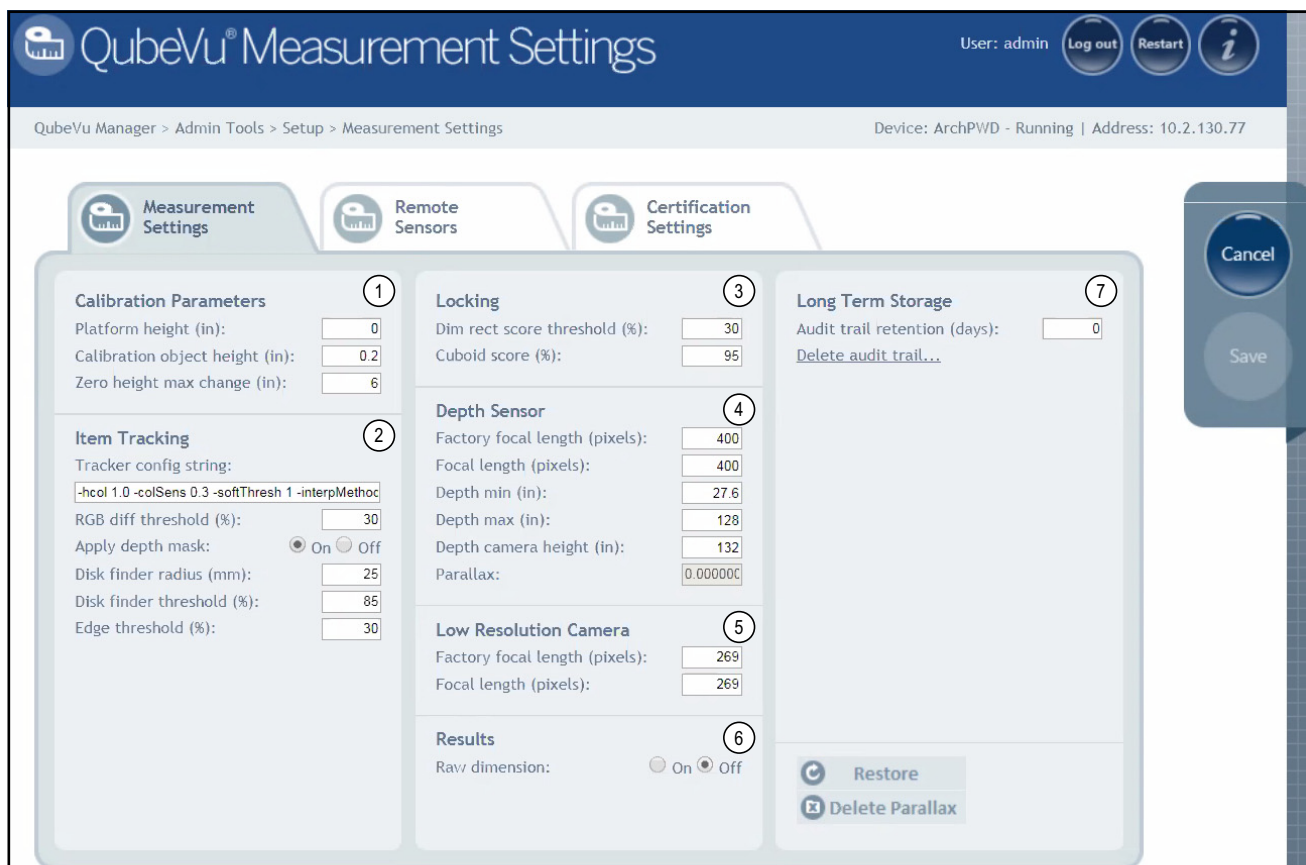 QubeVu® Measurement Settings
User: admin
Log out
Restart
i
QubeVu Manager > Admin Tools > Setup > Measurement Settings
Device: ArchPWD - Running | Address: 10.2.130.77
Measurement Settings
Remote Sensors
Certification Settings
Cancel
Save
Calibration Parameters 1
Platform height (in): 0
Calibration object height (in): 0.2
Zero height max change (in): 6
Item Tracking 2
Tracker config string:
-hcol 1.0 -colSens 0.3 -softThresh 1 -interpMethoc
RGB diff threshold (%): 30
Apply depth mask: On Off
Disk finder radius (mm): 25
Disk finder threshold (%): 85
Edge threshold (%): 30
Locking 3
Dim rect score threshold (%): 30
Cuboid score (%): 95
Depth Sensor 4
Factory focal length (pixels): 400
Focal length (pixels): 400
Depth min (in): 27.6
Depth max (in): 128
Depth camera height (in): 132
Parallax: 0.000000
Low Resolution Camera 5
Factory focal length (pixels): 269
Focal length (pixels): 269
Results 6
Raw dimension: On Off
Long Term Storage 7
Audit trail retention (days): 0
Delete audit trail...
Restore
Delete Parallax